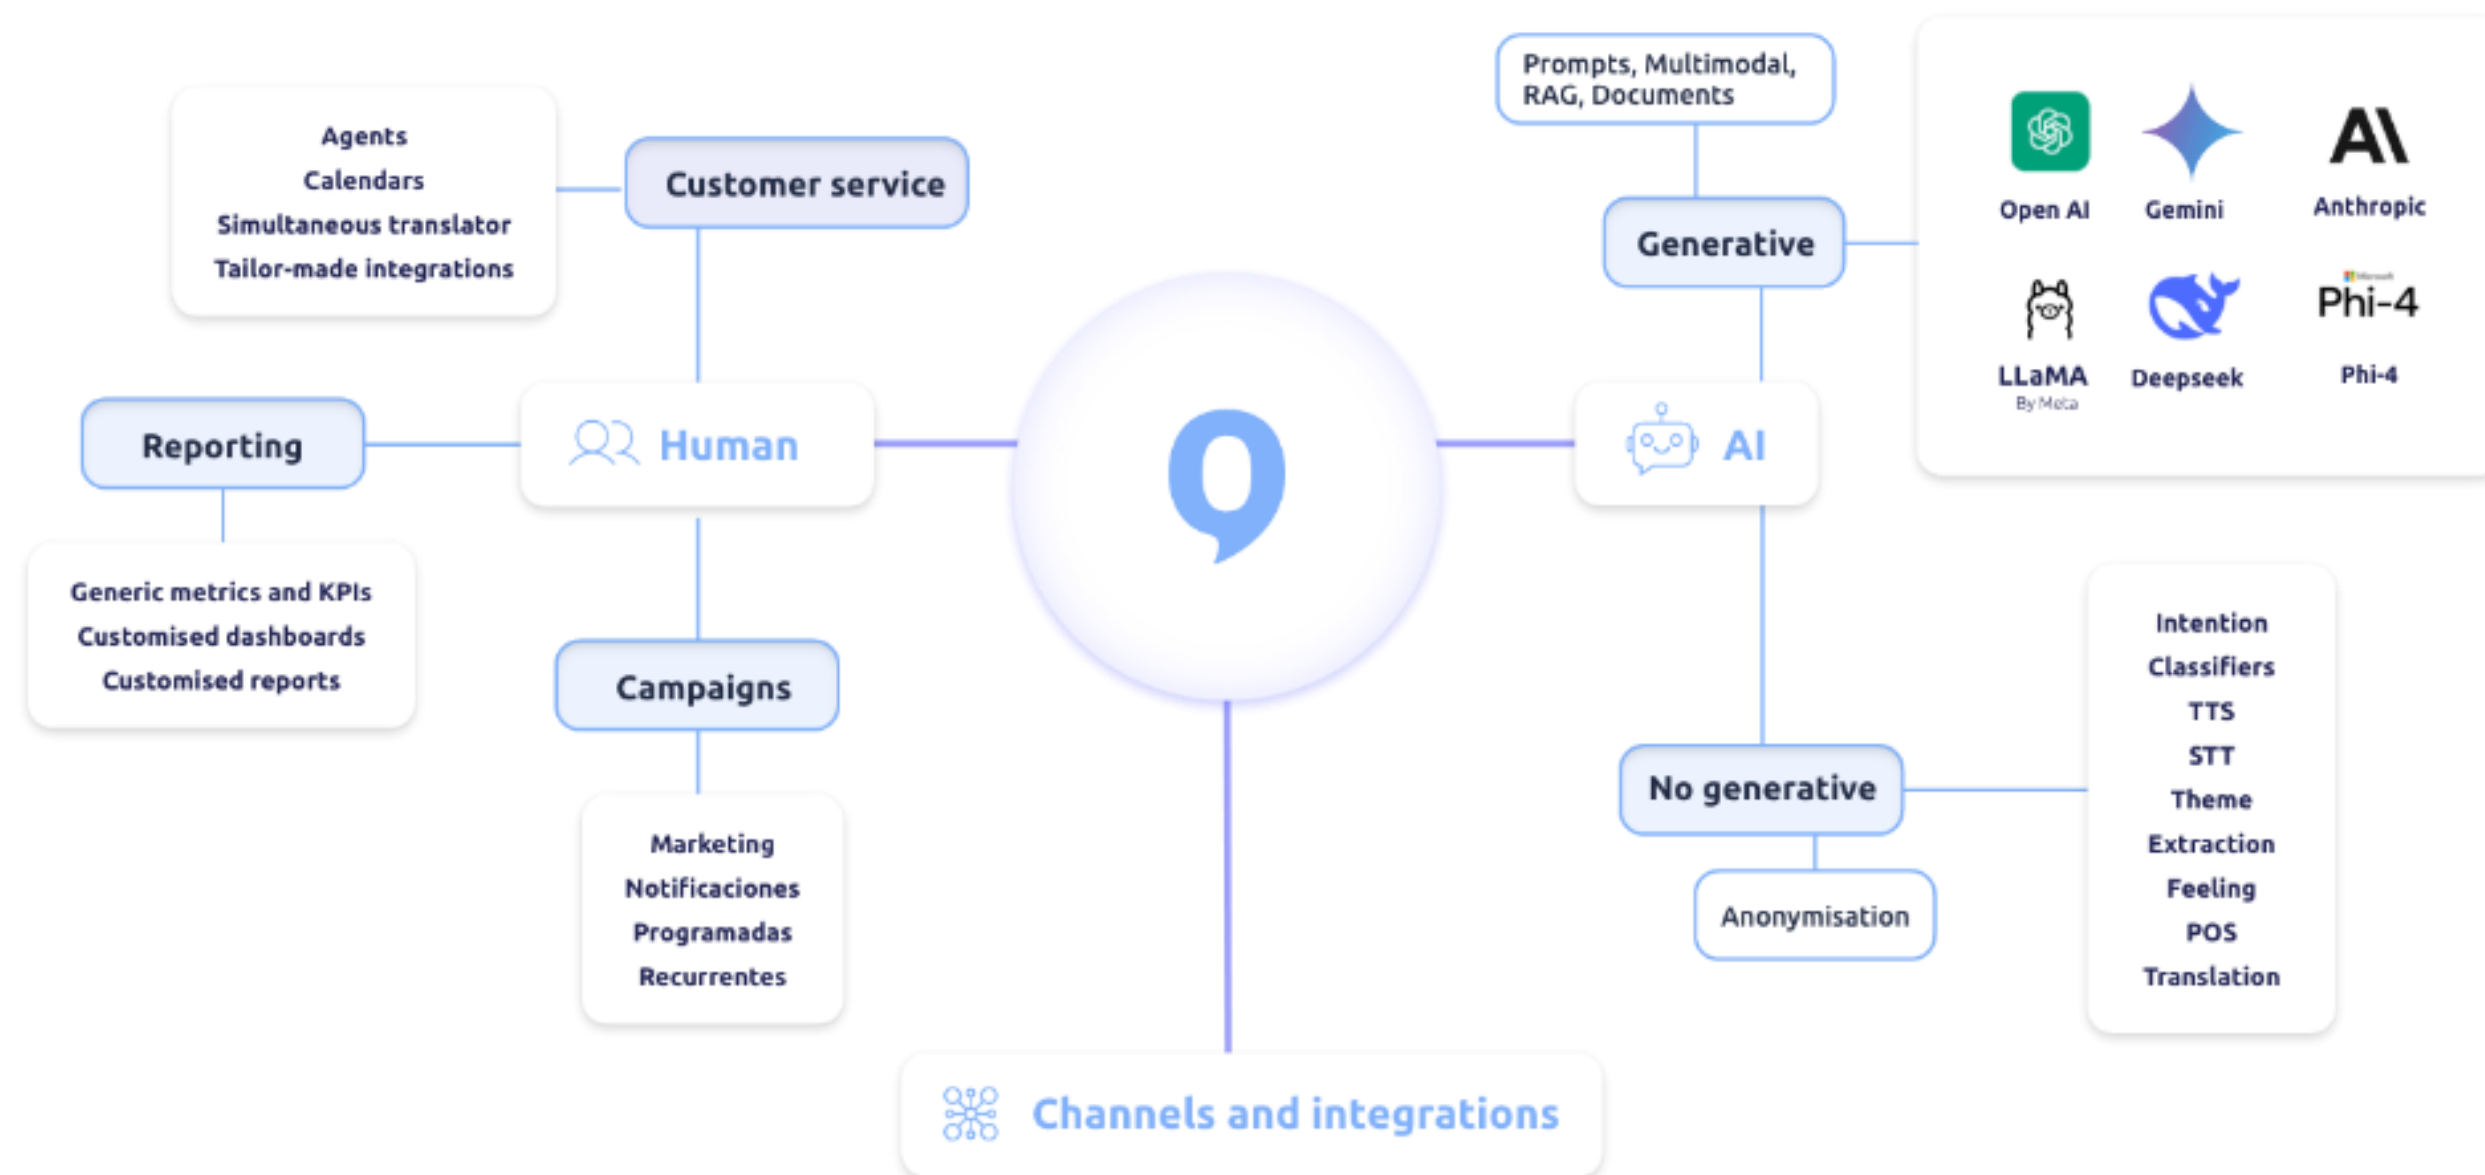 Agents
Calendars
Simultaneous translator
Tailor-made integrations
Customer service
Reporting
Human
Generic metrics and KPIs
Customised dashboards
Customised reports
Campaigns
Marketing
Notificaciones
Programadas
Recurrentes
Prompts, Multimodal,
RAG, Documents
Generative
Open AI
Gemini
Anthropic
Microsoft
Phi-4
LLaMA
By Meta
Deepseek
Phi-4
AI
No generative
Anonymisation
Intention
Classifiers
TTS
STT
Theme
Extraction
Feeling
POS
Translation
Channels and integrations